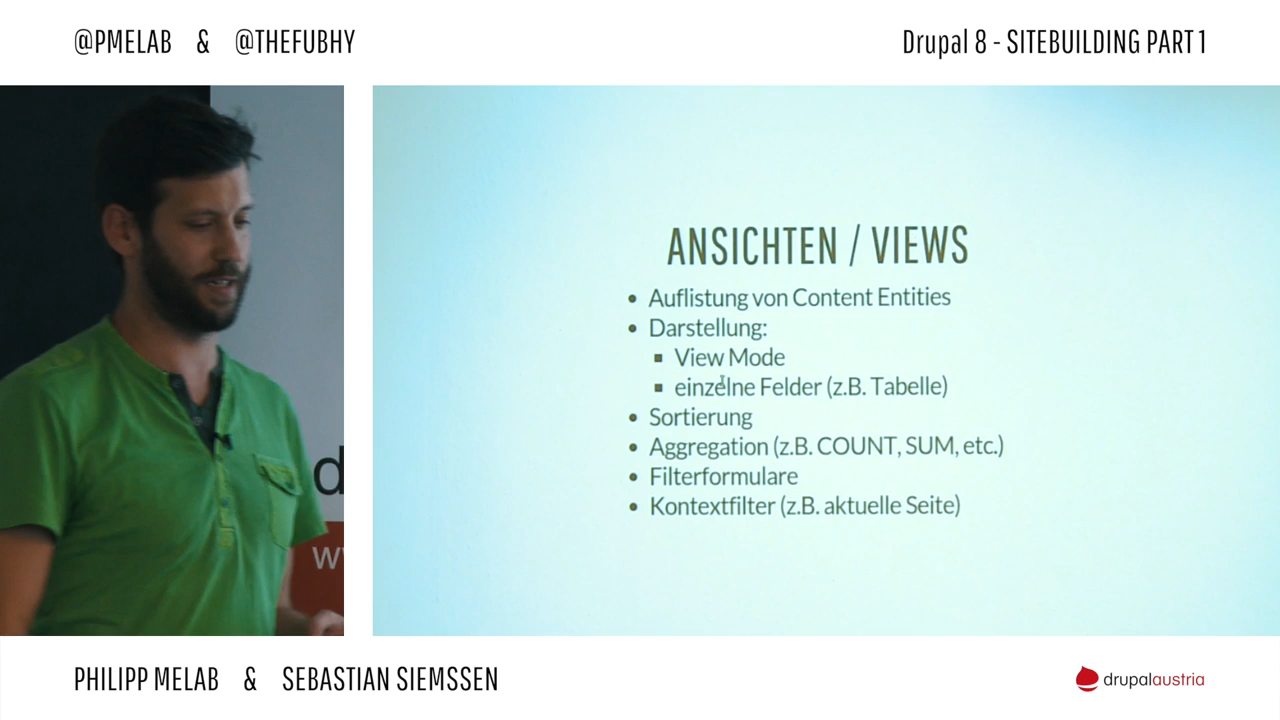 @PMELAB & @THEFUBHY
Drupal 8 - SITEBUILDING PART 1
ANSICHTEN / VIEWS
• Auflistung von Content Entities
• Darstellung:
▪ View Mode
▪ einzelne Felder (z.B. Tabelle)
• Sortierung
• Aggregation (z.B. COUNT, SUM, etc.)
• Filterformulare
• Kontextfilter (z.B. aktuelle Seite)
d
w
PHILIPP MELAB & SEBASTIAN SIEMSSEN
drupalaustria